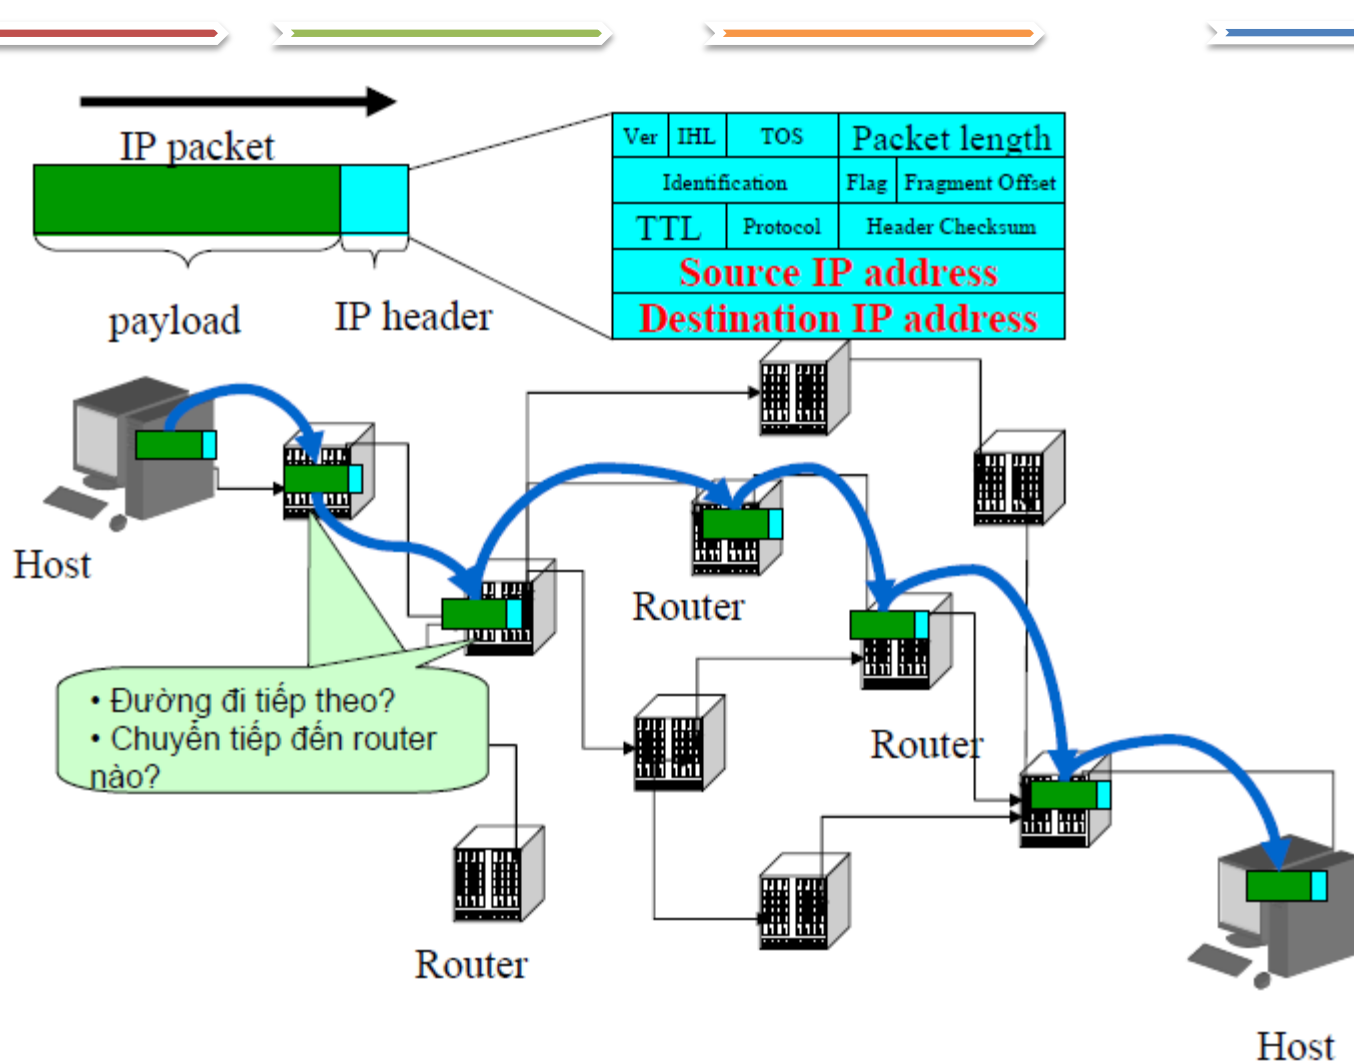 IP packet
payload
IP header
Ver IHL TOS Packet length
Identification Flag Fragment Offset
TTL Protocol Header Checksum
Source IP address
Destination IP address
Host
Router
• Đường đi tiếp theo?
• Chuyển tiếp đến router
nào?
Router
Router
Host